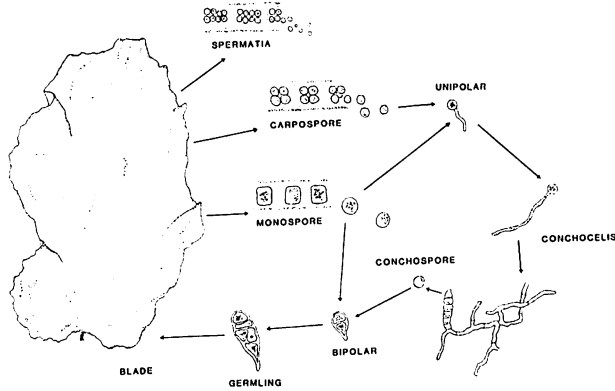 SPERMATIA
UNIPOLAR
CARPOSPORE
MONOSPORE
CONCHOCELIS
CONCHOSPORE
BIPOLAR
BLADE
GERMLING